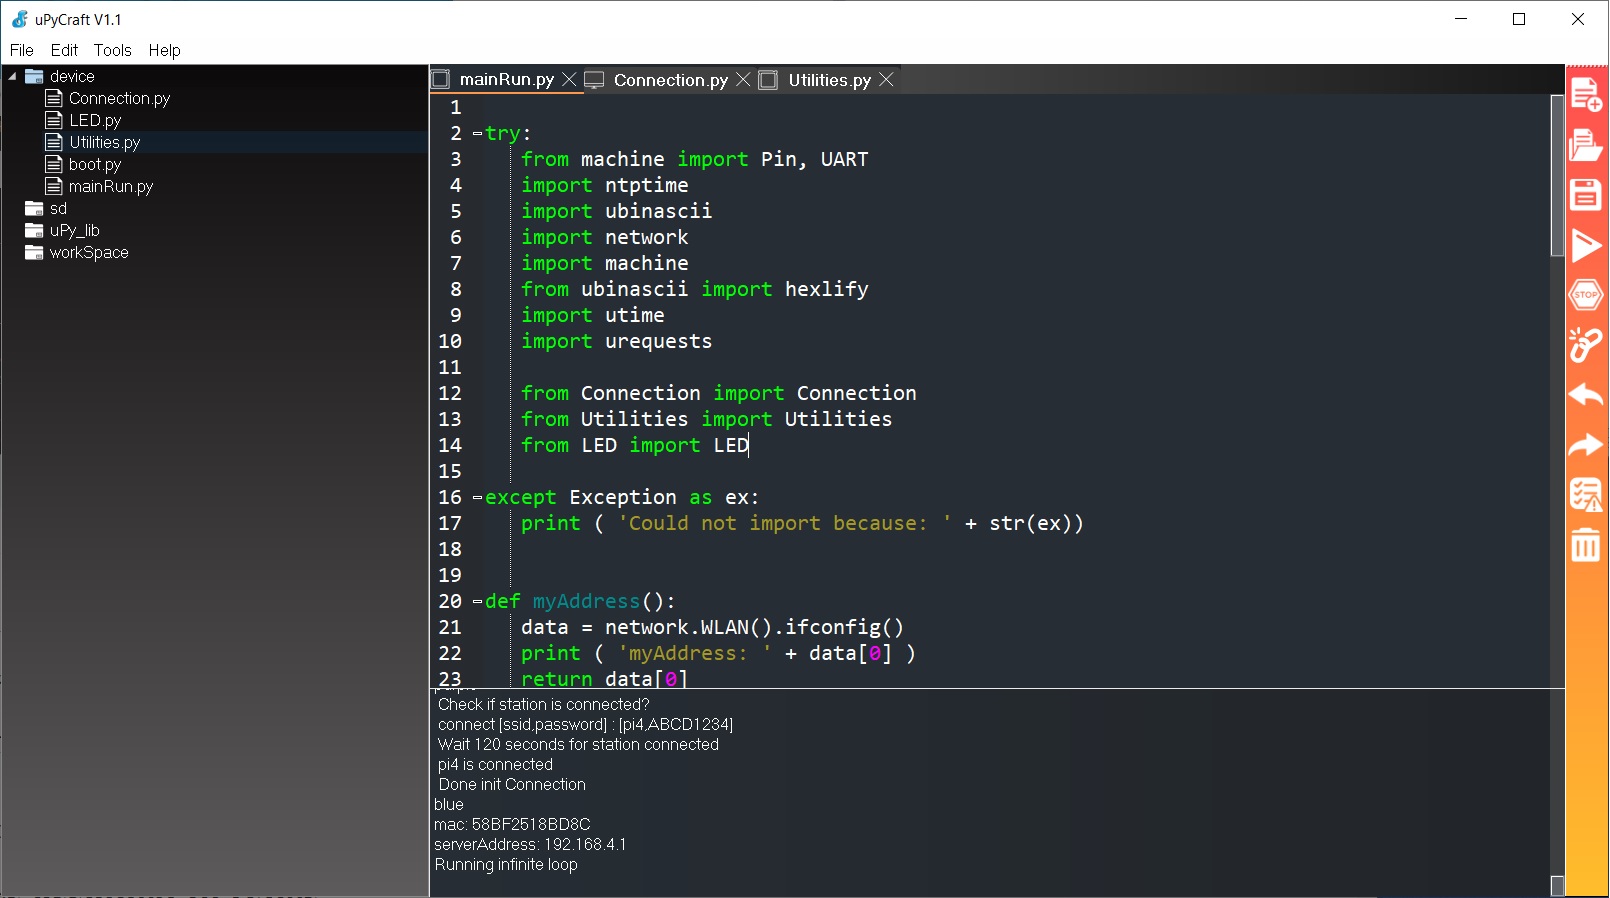 uPyCraft V1.1
File Edit Tools Help
device
Connection.py
LED.py
Utilities.py
boot.py
mainRun.py
sd
uPy_lib
workSpace
mainRun.py Connection.py Utilities.py
1
2 try:
3 from machine import Pin, UART
4 import ntptime
5 import ubinascii
6 import network
7 import machine
8 from ubinascii import hexlify
9 import utime
10 import urequests
11
12 from Connection import Connection
13 from Utilities import Utilities
14 from LED import LED
15
16 except Exception as ex:
17 print ( 'Could not import because: ' + str(ex))
18
19
20 def myAddress():
21 data = network.WLAN().ifconfig()
22 print ( 'myAddress: ' + data[0] )
23 return data[0]
Check if station is connected?
connect [ssid,password] : [pi4,ABCD1234]
Wait 120 seconds for station connected
pi4 is connected
Done init Connection
blue
mac: 58BF2518BD8C
serverAddress: 192.168.4.1
Running infinite loop
STOP